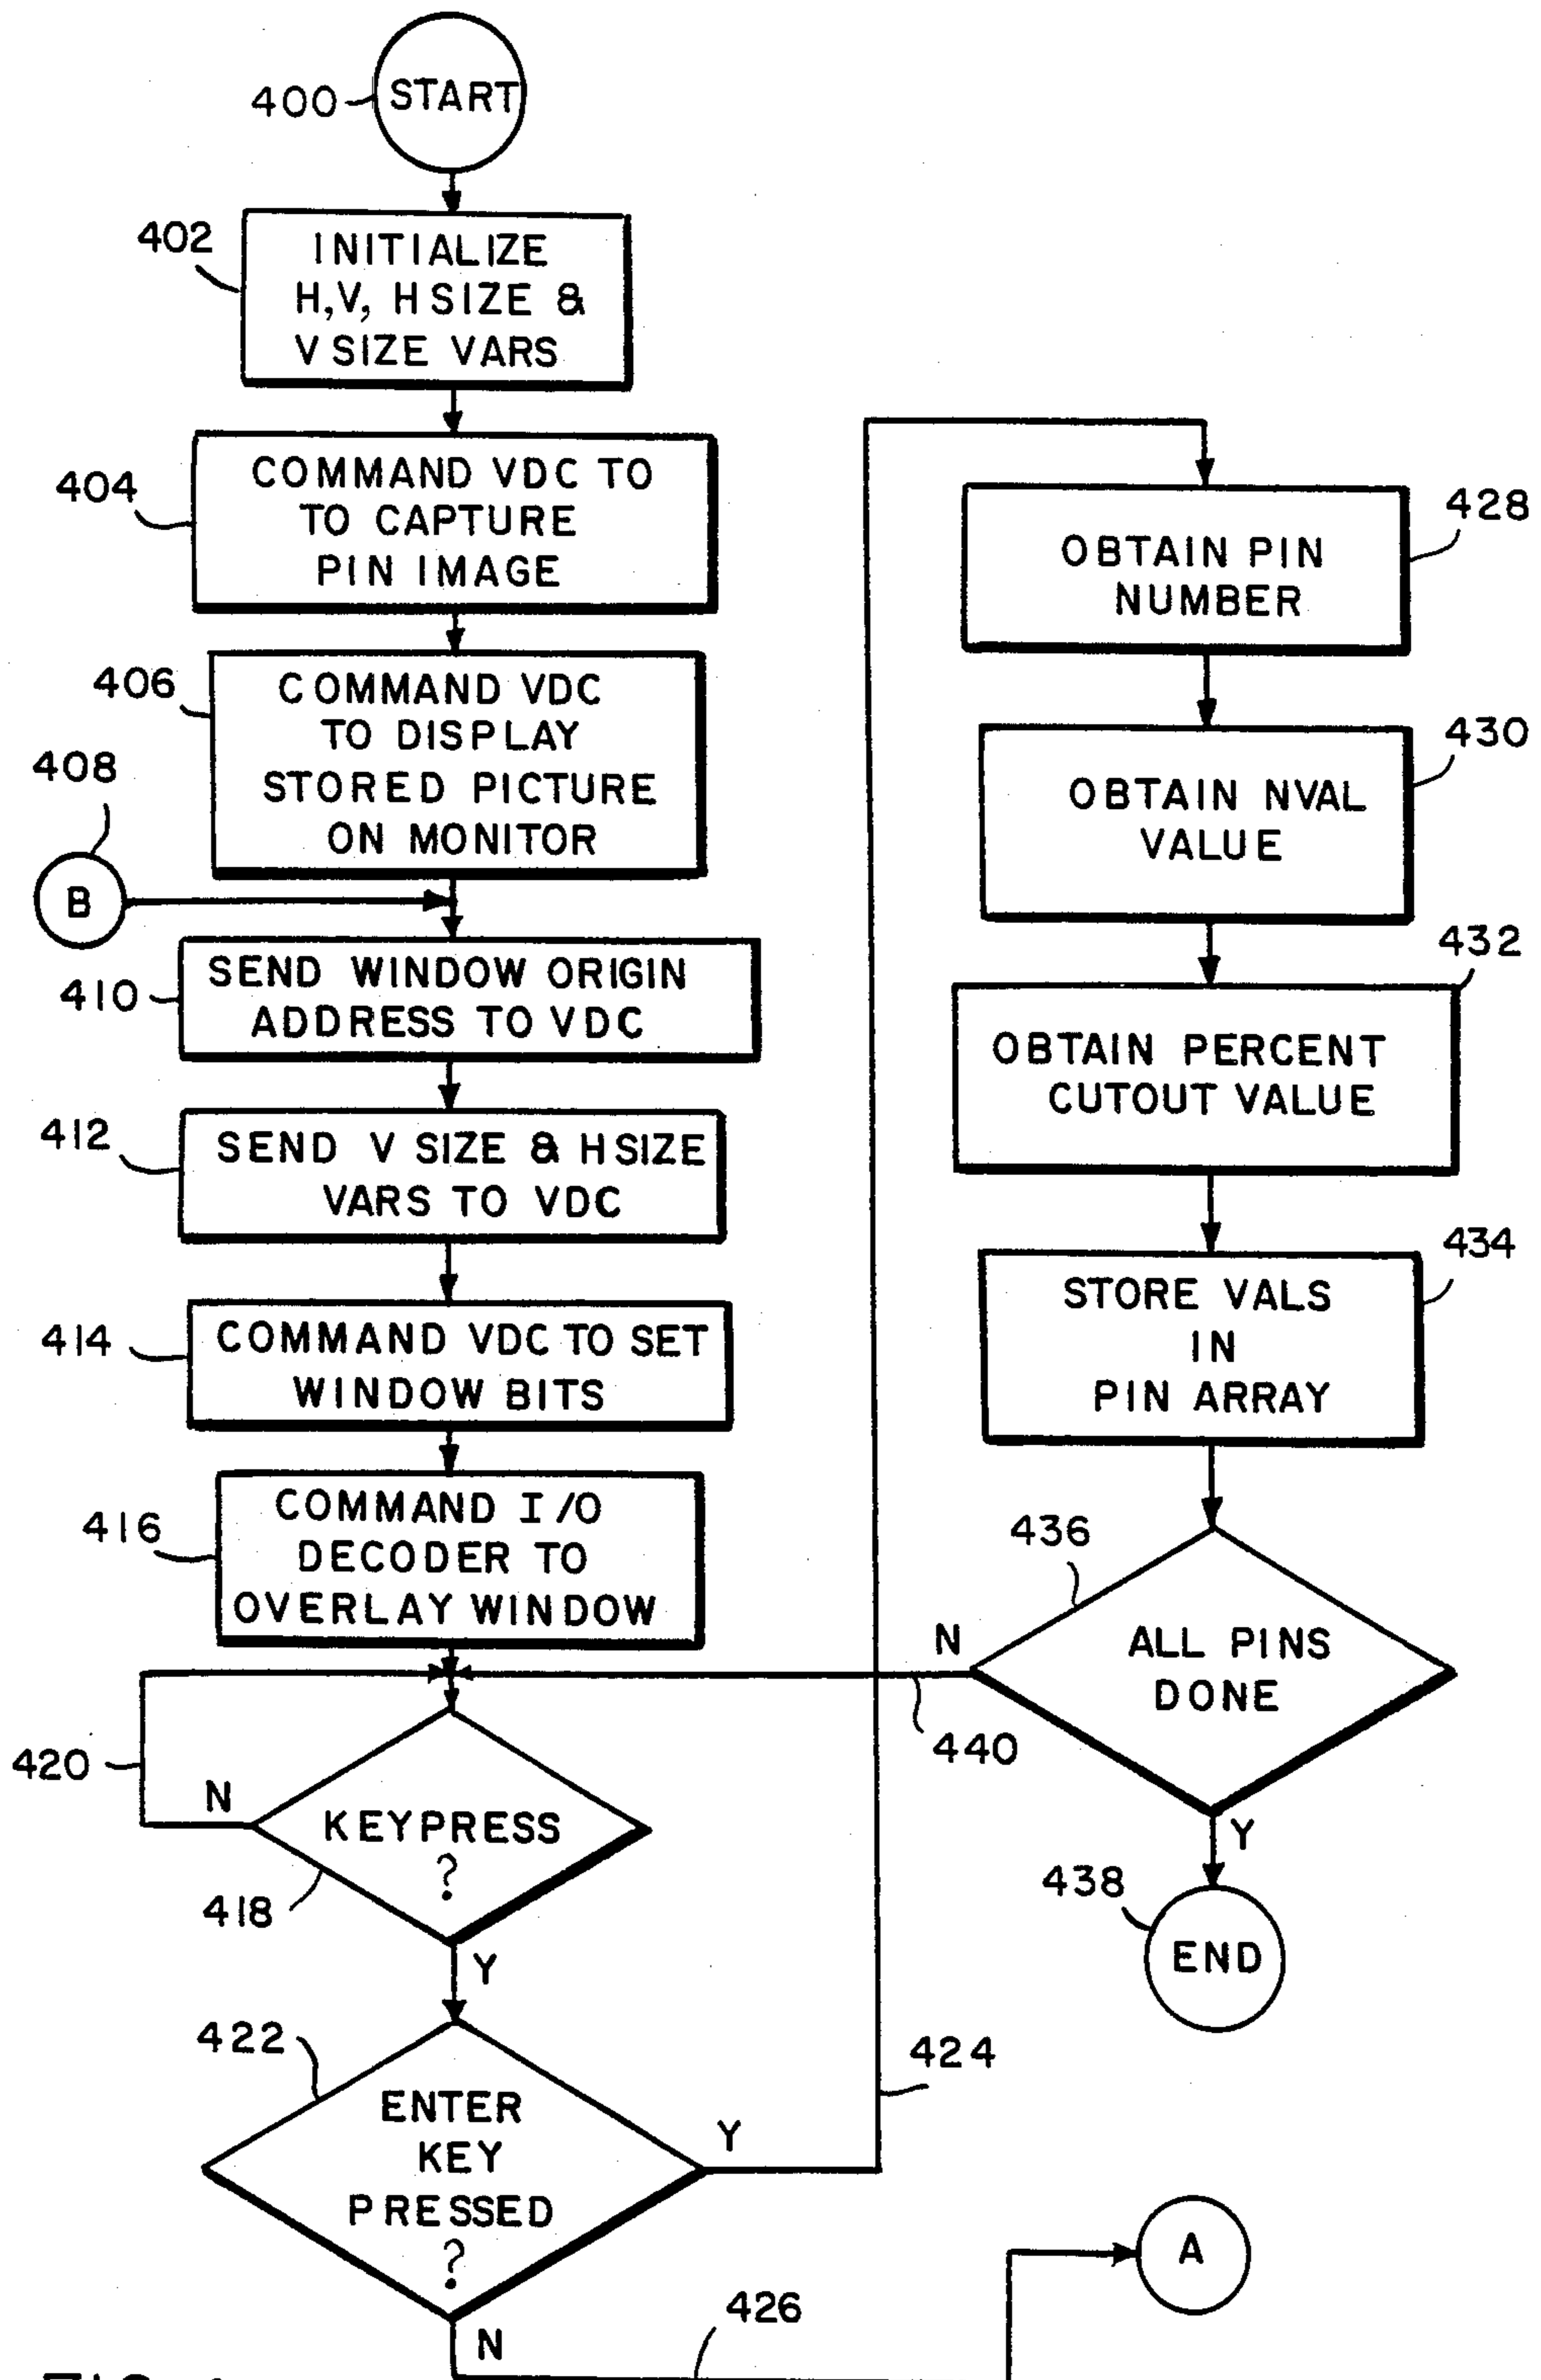 START
400
402
INITIALIZE
H,V, HSIZE &
VSIZE VARS
404
COMMAND VDC TO
TO CAPTURE
PIN IMAGE
406
COMMAND VDC
TO DISPLAY
STORED PICTURE
ON MONITOR
408
B
410
SEND WINDOW ORIGIN
ADDRESS TO VDC
412
SEND V SIZE & HSIZE
VARS TO VDC
414
COMMAND VDC TO SET
WINDOW BITS
416
COMMAND I/O
DECODER TO
OVERLAY WINDOW
420
N
KEYPRESS
?
418
Y
422
ENTER
KEY
PRESSED
?
Y
424
N
426
A
428
OBTAIN PIN
NUMBER
430
OBTAIN NVAL
VALUE
432
OBTAIN PERCENT
CUTOUT VALUE
434
STORE VALS
IN
PIN ARRAY
436
ALL PINS
DONE
N
440
Y
438
END